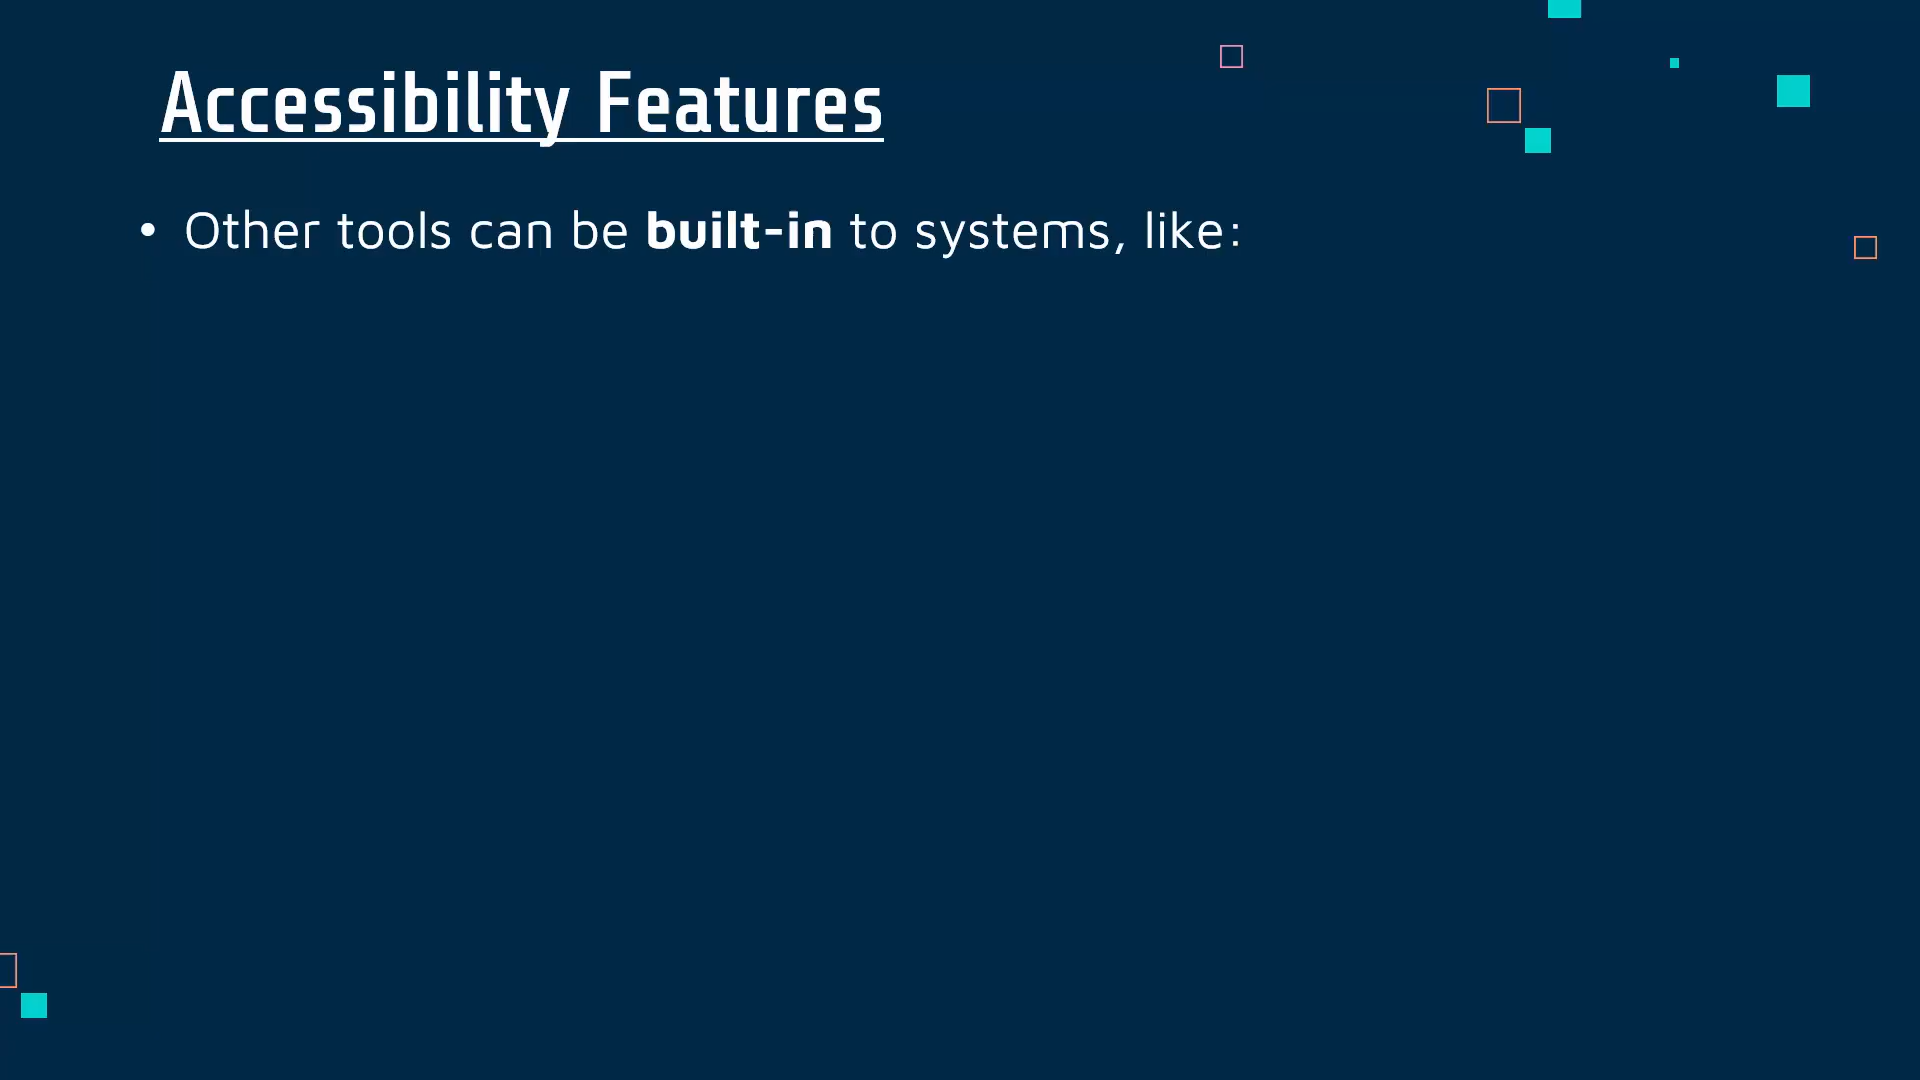 Accessibility Features
• Other tools can be built-in to systems, like: